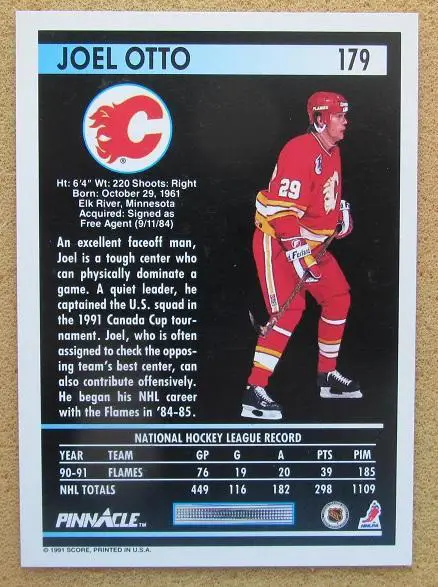 JOEL OTTO 179
Ht: 6'4" Wt: 220 Shoots: Right
Born: October 29, 1961
Elk River, Minnesota
Acquired: Signed as
Free Agent (9/11/84)
An excellent faceoff man,
Joel is a tough center who
can physically dominate a
game. A quiet leader, he
captained the U.S. squad in
the 1991 Canada Cup tour-
nament. Joel, who is often
assigned to check the oppos-
ing team's best center, can
also contribute offensively.
He began his NHL career
with the Flames in '84-85.
FLAMES
29
NATIONAL HOCKEY LEAGUE RECORD
YEAR TEAM GP G A PTS PIM
90-91 FLAMES 76 19 20 39 185
NHL TOTALS 449 116 182 298 1109
PINNACLE TM
NHLPA
© 1991 SCORE, PRINTED IN U.S.A.